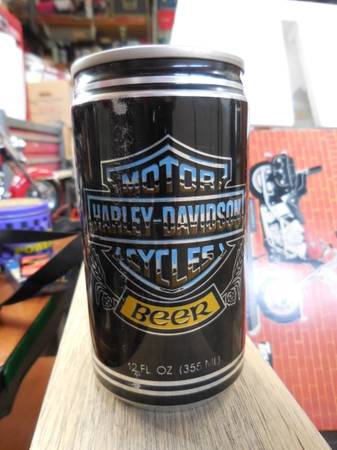 MOTOR
HARLEY-DAVIDSON
CYCLES
BEER
12 FL. OZ. (355 ML)